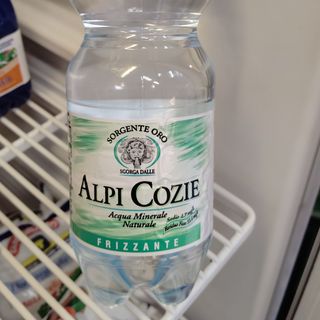 SORGENTE ORO
SGORGA DALLE
ALPI COZIE
Acqua Minerale
Naturale
FRIZZANTE